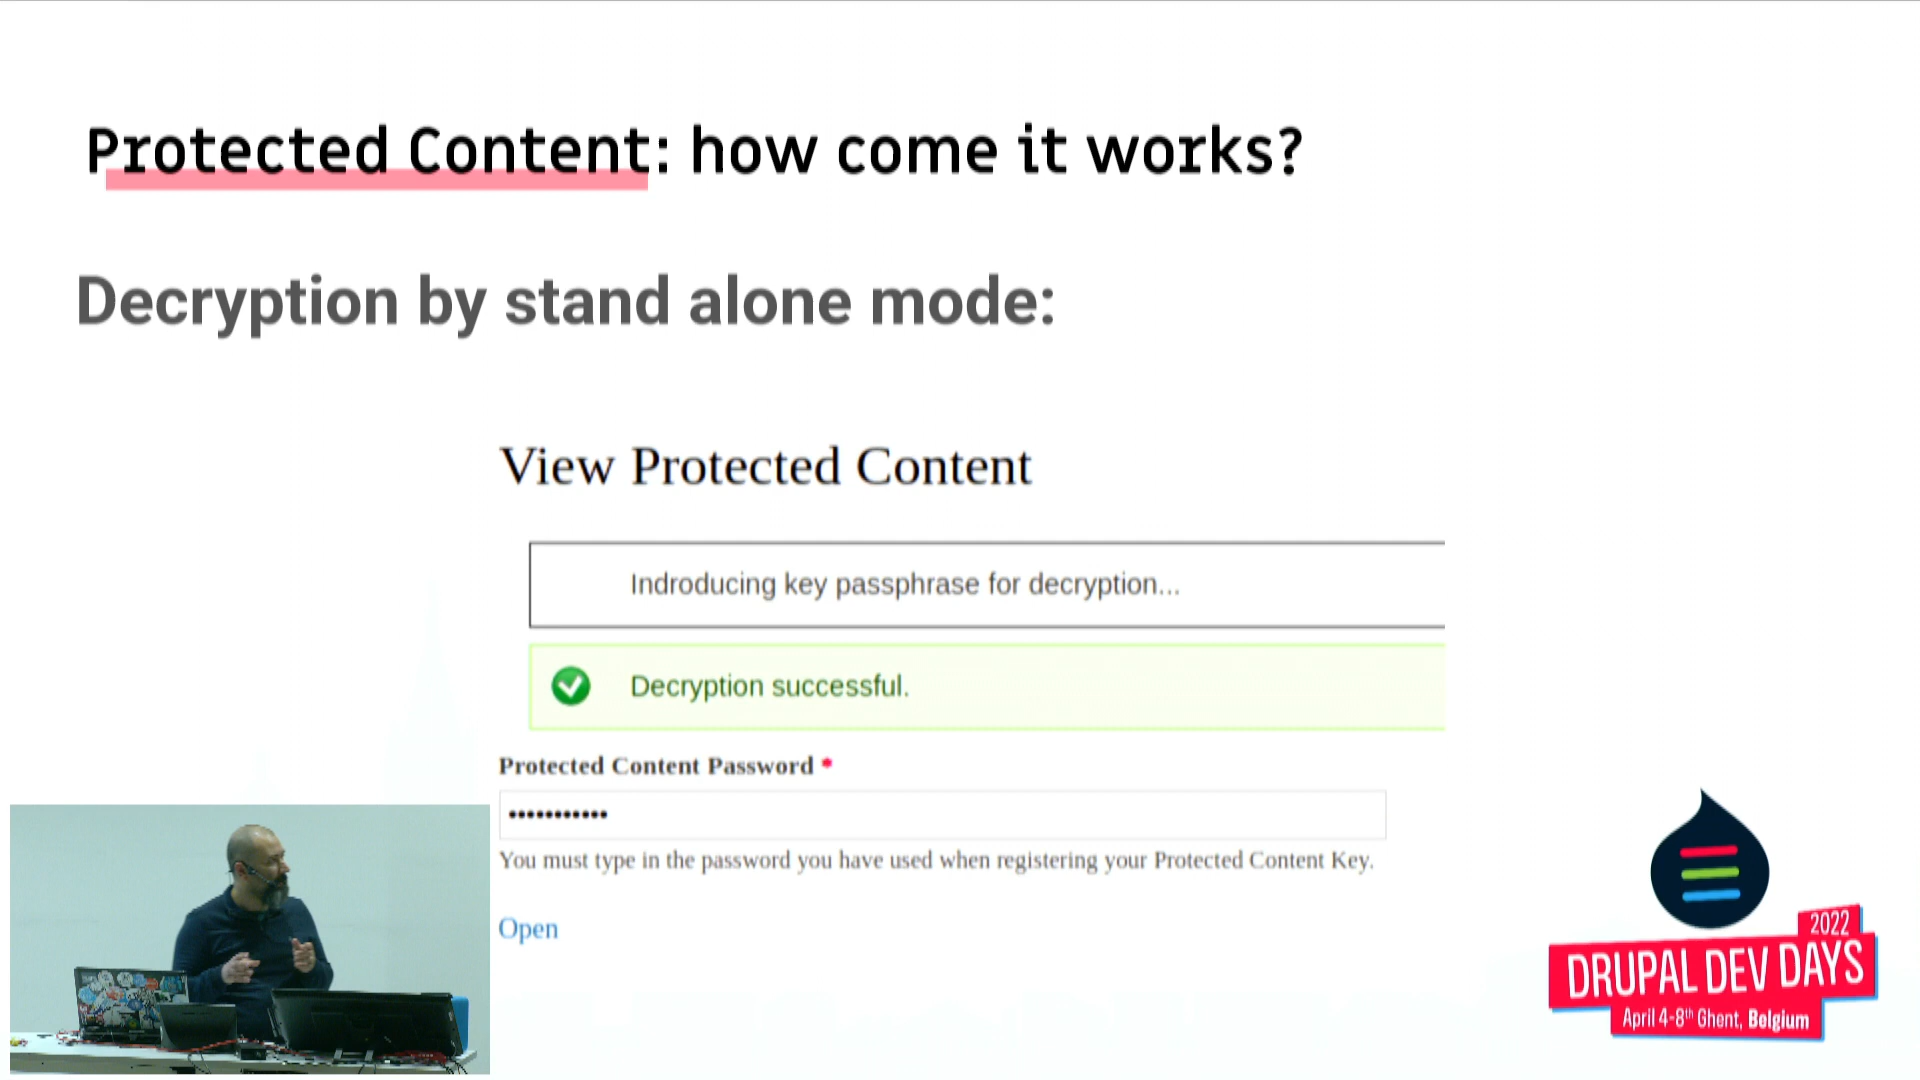 Protected Content: how come it works?
Decryption by stand alone mode:
View Protected Content
Indroducing key passphrase for decryption...
Decryption successful.
Protected Content Password *
•••••••••••
You must type in the password you have used when registering your Protected Content Key.
Open
2022
DRUPAL DEV DAYS
April 4-8th Ghent, Belgium